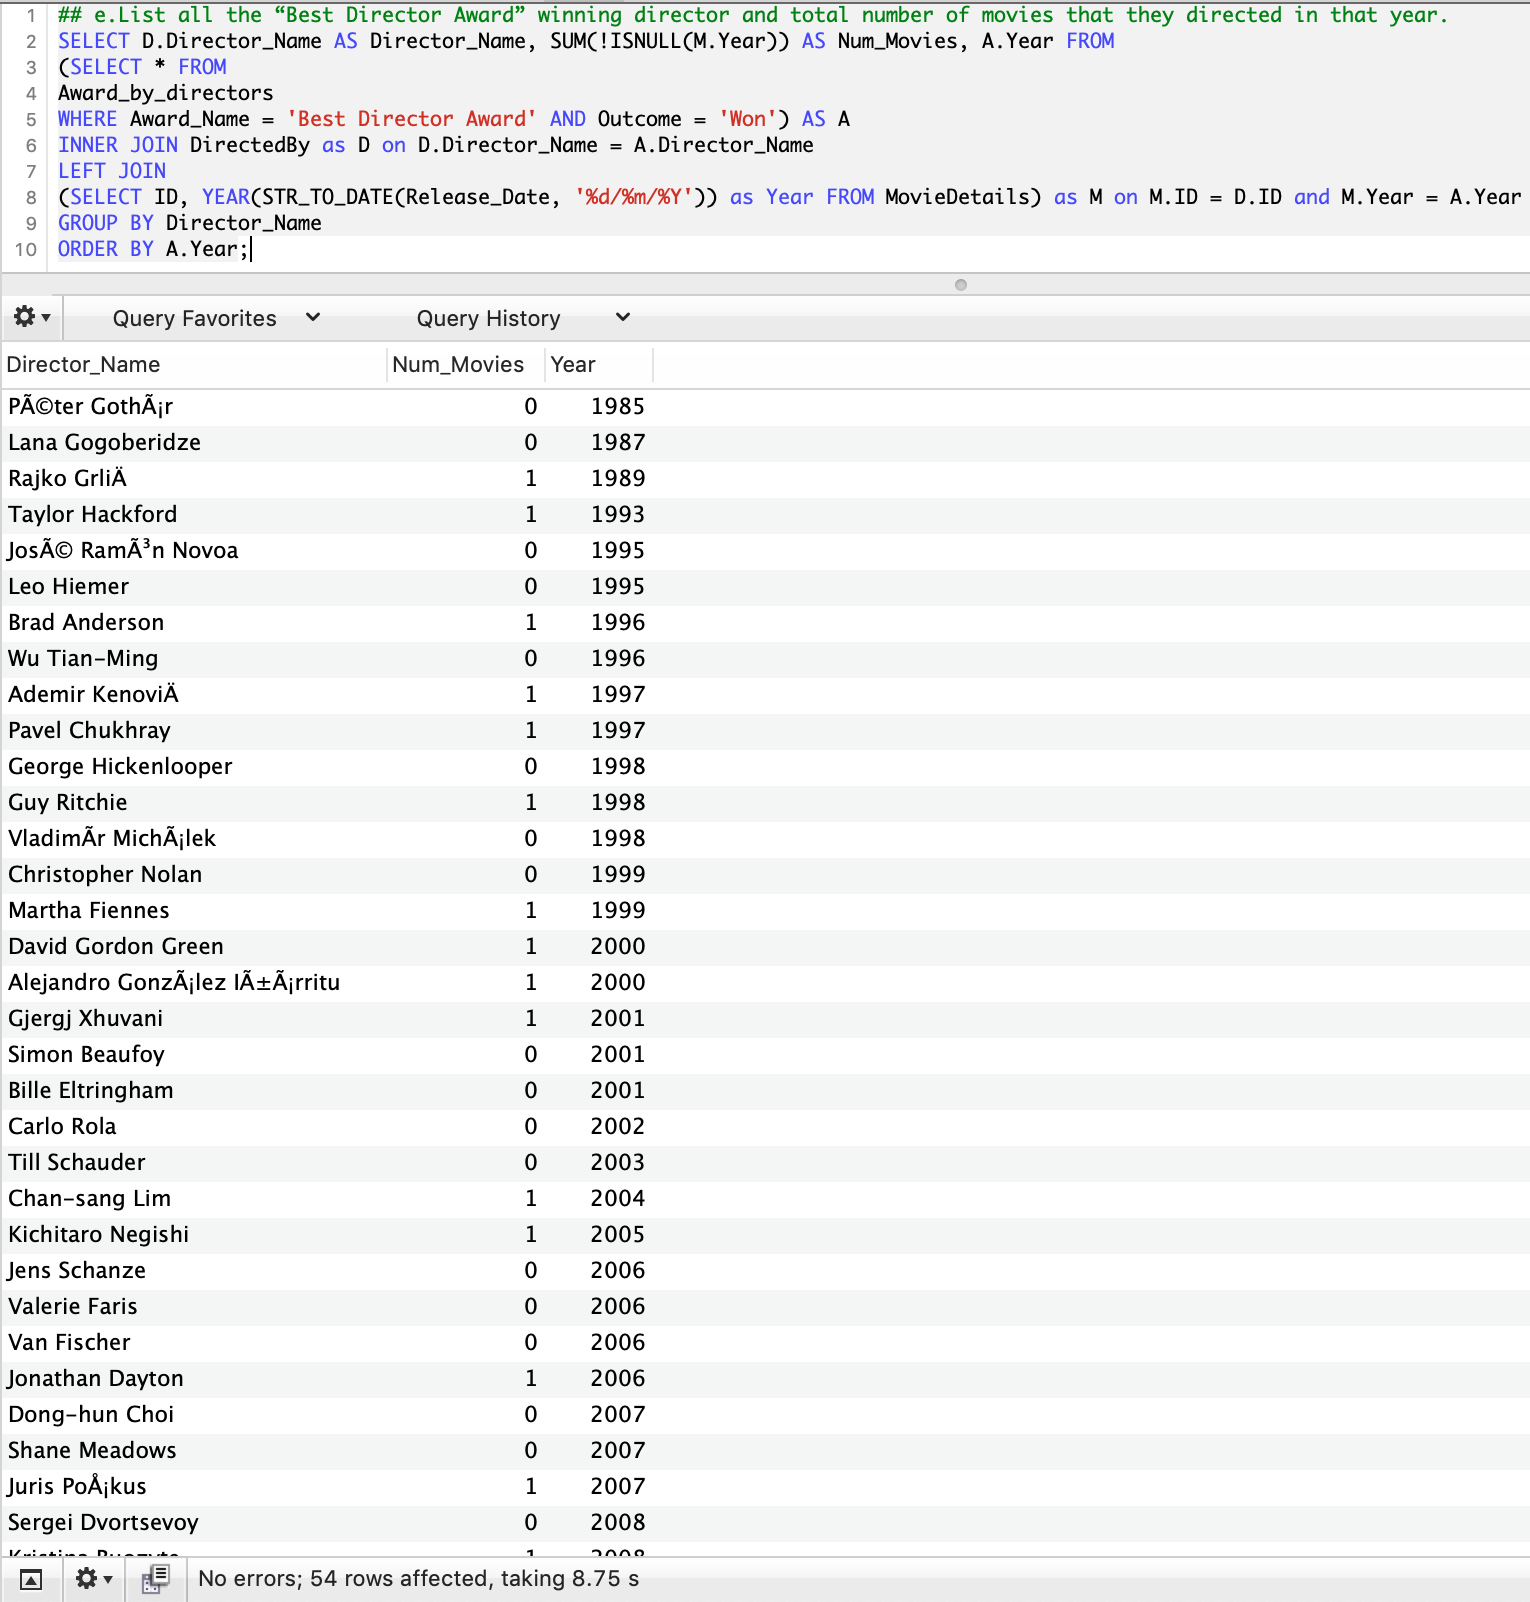 1 ## e.List all the “Best Director Award” winning director and total number of movies that they directed in that year.
2 SELECT D.Director_Name AS Director_Name, SUM(!ISNULL(M.Year)) AS Num_Movies, A.Year FROM
3 (SELECT * FROM
4 Award_by_directors
5 WHERE Award_Name = 'Best Director Award' AND Outcome = 'Won') AS A
6 INNER JOIN DirectedBy as D on D.Director_Name = A.Director_Name
7 LEFT JOIN
8 (SELECT ID, YEAR(STR_TO_DATE(Release_Date, '%d/%m/%Y')) as Year FROM MovieDetails) as M on M.ID = D.ID and M.Year = A.Year
9 GROUP BY Director_Name
10 ORDER BY A.Year;
Query Favorites Query History
Director_Name Num_Movies Year
PÃ©ter GothÃ¡r 0 1985
Lana Gogoberidze 0 1987
Rajko GrliÄ 1 1989
Taylor Hackford 1 1993
JosÃ© RamÃ³n Novoa 0 1995
Leo Hiemer 0 1995
Brad Anderson 1 1996
Wu Tian-Ming 0 1996
Ademir KenoviÄ 1 1997
Pavel Chukhray 1 1997
George Hickenlooper 0 1998
Guy Ritchie 1 1998
VladimÃr MichÃ¡lek 0 1998
Christopher Nolan 0 1999
Martha Fiennes 1 1999
David Gordon Green 1 2000
Alejandro GonzÃ¡lez IÃ±Ã¡rritu 1 2000
Gjergj Xhuvani 1 2001
Simon Beaufoy 0 2001
Bille Eltringham 0 2001
Carlo Rola 0 2002
Till Schauder 0 2003
Chan-sang Lim 1 2004
Kichitaro Negishi 1 2005
Jens Schanze 0 2006
Valerie Faris 0 2006
Van Fischer 0 2006
Jonathan Dayton 1 2006
Dong-hun Choi 0 2007
Shane Meadows 0 2007
Juris PoÅ¡kus 1 2007
Sergei Dvortsevoy 0 2008
Kristina Buozyte 1 2008
No errors; 54 rows affected, taking 8.75 s